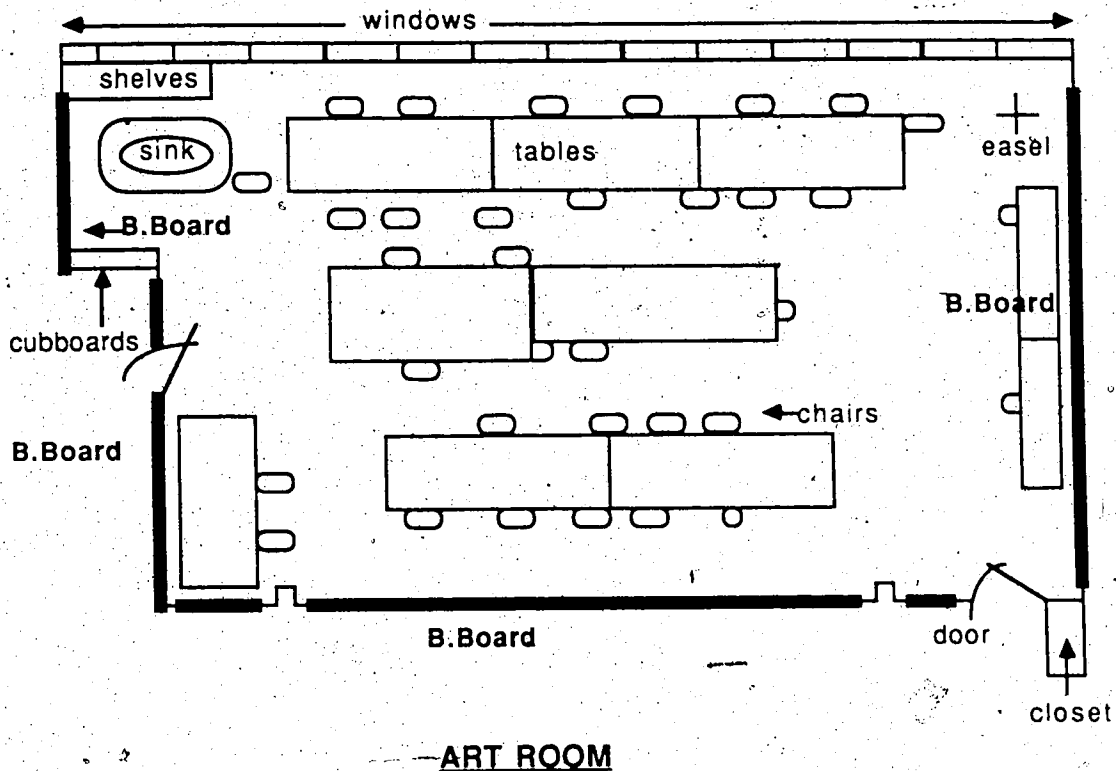 windows
shelves
sink
tables
easel
B.Board
B.Board
cubboards
chairs
B.Board
B.Board
door
closet
ART ROOM